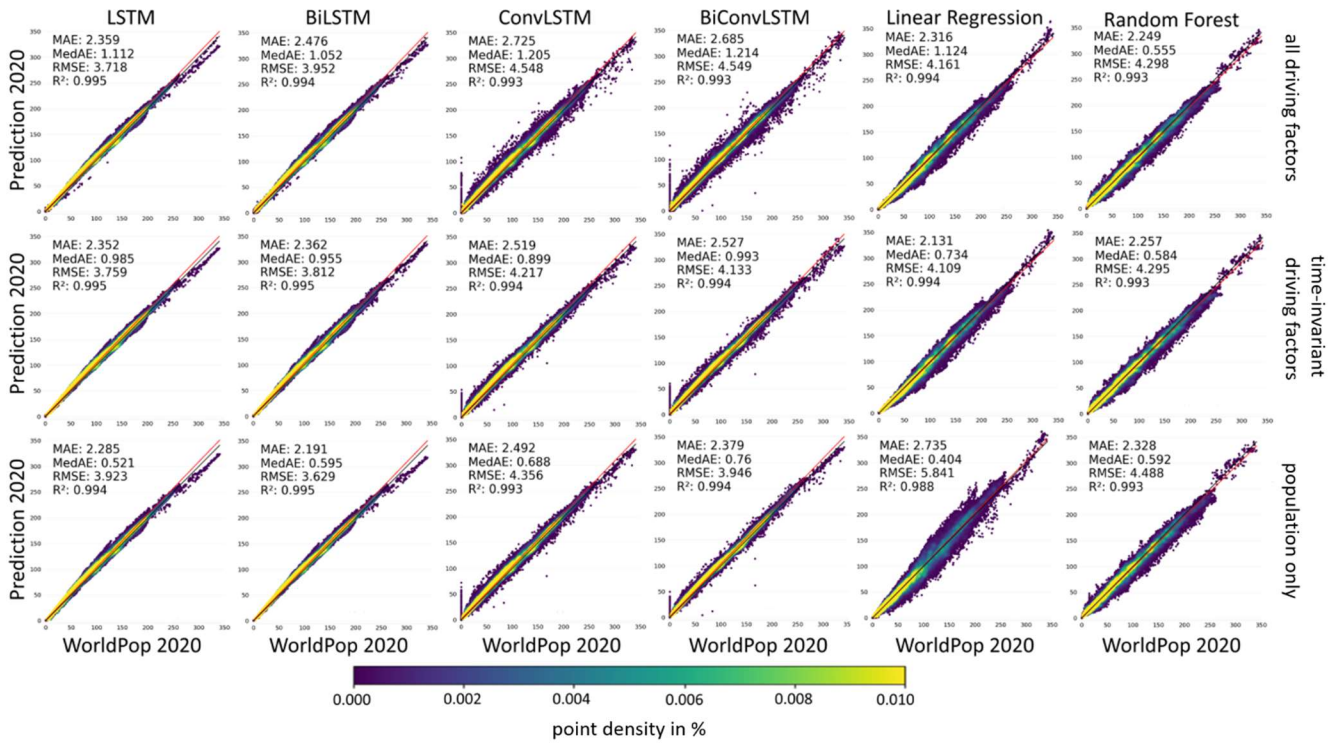 LSTM BiLSTM ConvLSTM BiConvLSTM Linear Regression Random Forest
Prediction 2020
MAE: 2.359
MedAE: 1.112
RMSE: 3.718
R²: 0.995
MAE: 2.476
MedAE: 1.052
RMSE: 3.952
R²: 0.994
MAE: 2.725
MedAE: 1.205
RMSE: 4.548
R²: 0.993
MAE: 2.685
MedAE: 1.214
RMSE: 4.549
R²: 0.993
MAE: 2.316
MedAE: 1.124
RMSE: 4.161
R²: 0.994
MAE: 2.249
MedAE: 0.555
RMSE: 4.298
R²: 0.993
all driving factors
Prediction 2020
MAE: 2.352
MedAE: 0.985
RMSE: 3.759
R²: 0.995
MAE: 2.362
MedAE: 0.955
RMSE: 3.812
R²: 0.995
MAE: 2.519
MedAE: 0.899
RMSE: 4.217
R²: 0.994
MAE: 2.527
MedAE: 0.993
RMSE: 4.133
R²: 0.994
MAE: 2.131
MedAE: 0.734
RMSE: 4.109
R²: 0.994
MAE: 2.257
MedAE: 0.584
RMSE: 4.295
R²: 0.993
time-invariant
driving factors
Prediction 2020
MAE: 2.285
MedAE: 0.521
RMSE: 3.923
R²: 0.994
MAE: 2.191
MedAE: 0.595
RMSE: 3.629
R²: 0.995
MAE: 2.492
MedAE: 0.688
RMSE: 4.356
R²: 0.993
MAE: 2.379
MedAE: 0.76
RMSE: 3.946
R²: 0.994
MAE: 2.735
MedAE: 0.404
RMSE: 5.841
R²: 0.988
MAE: 2.328
MedAE: 0.592
RMSE: 4.488
R²: 0.993
population only
0 50 100 150 200 250 300 350
WorldPop 2020 WorldPop 2020 WorldPop 2020 WorldPop 2020 WorldPop 2020 WorldPop 2020
0.000 0.002 0.004 0.006 0.008 0.010
point density in %